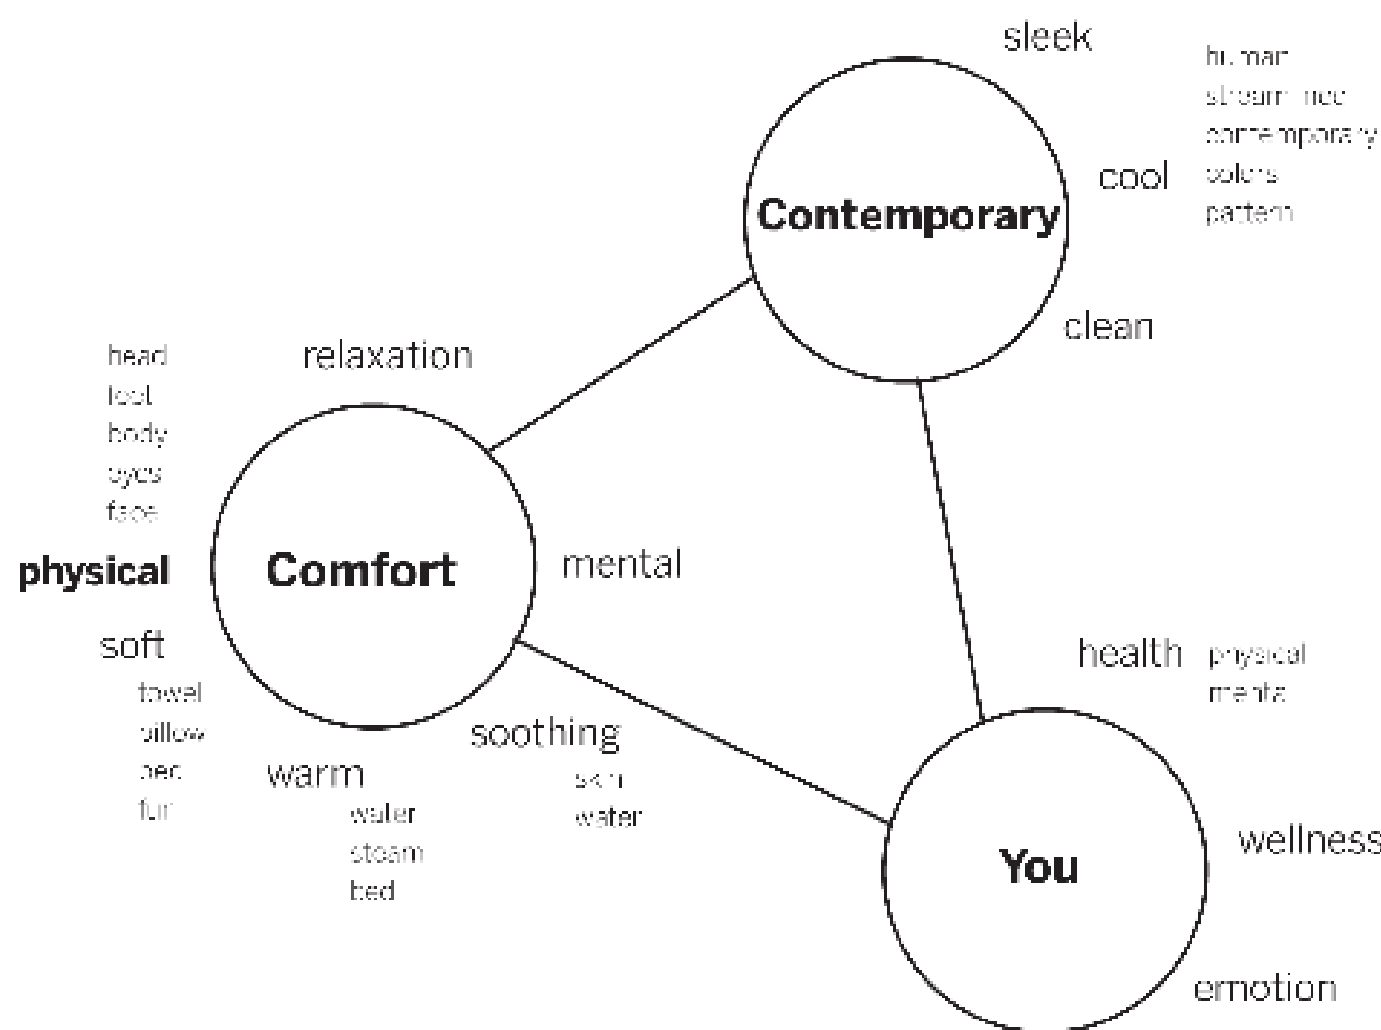 sleek
human
streamlined
contemporary
colors
pattern
cool
Contemporary
clean
relaxation
head
foot
body
eyes
face
physical
Comfort
mental
soft
towel
pillow
bed
fur
warm
water
steam
bed
soothing
skin
water
health
physical
mental
You
wellness
emotion